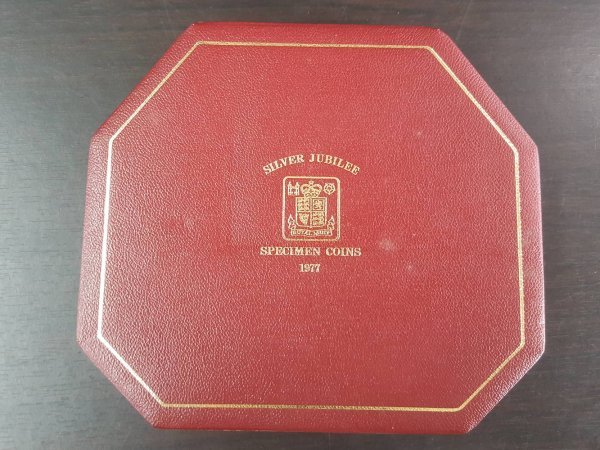 SILVER JUBILEE
ROYAL MINT
SPECIMEN COINS
1977